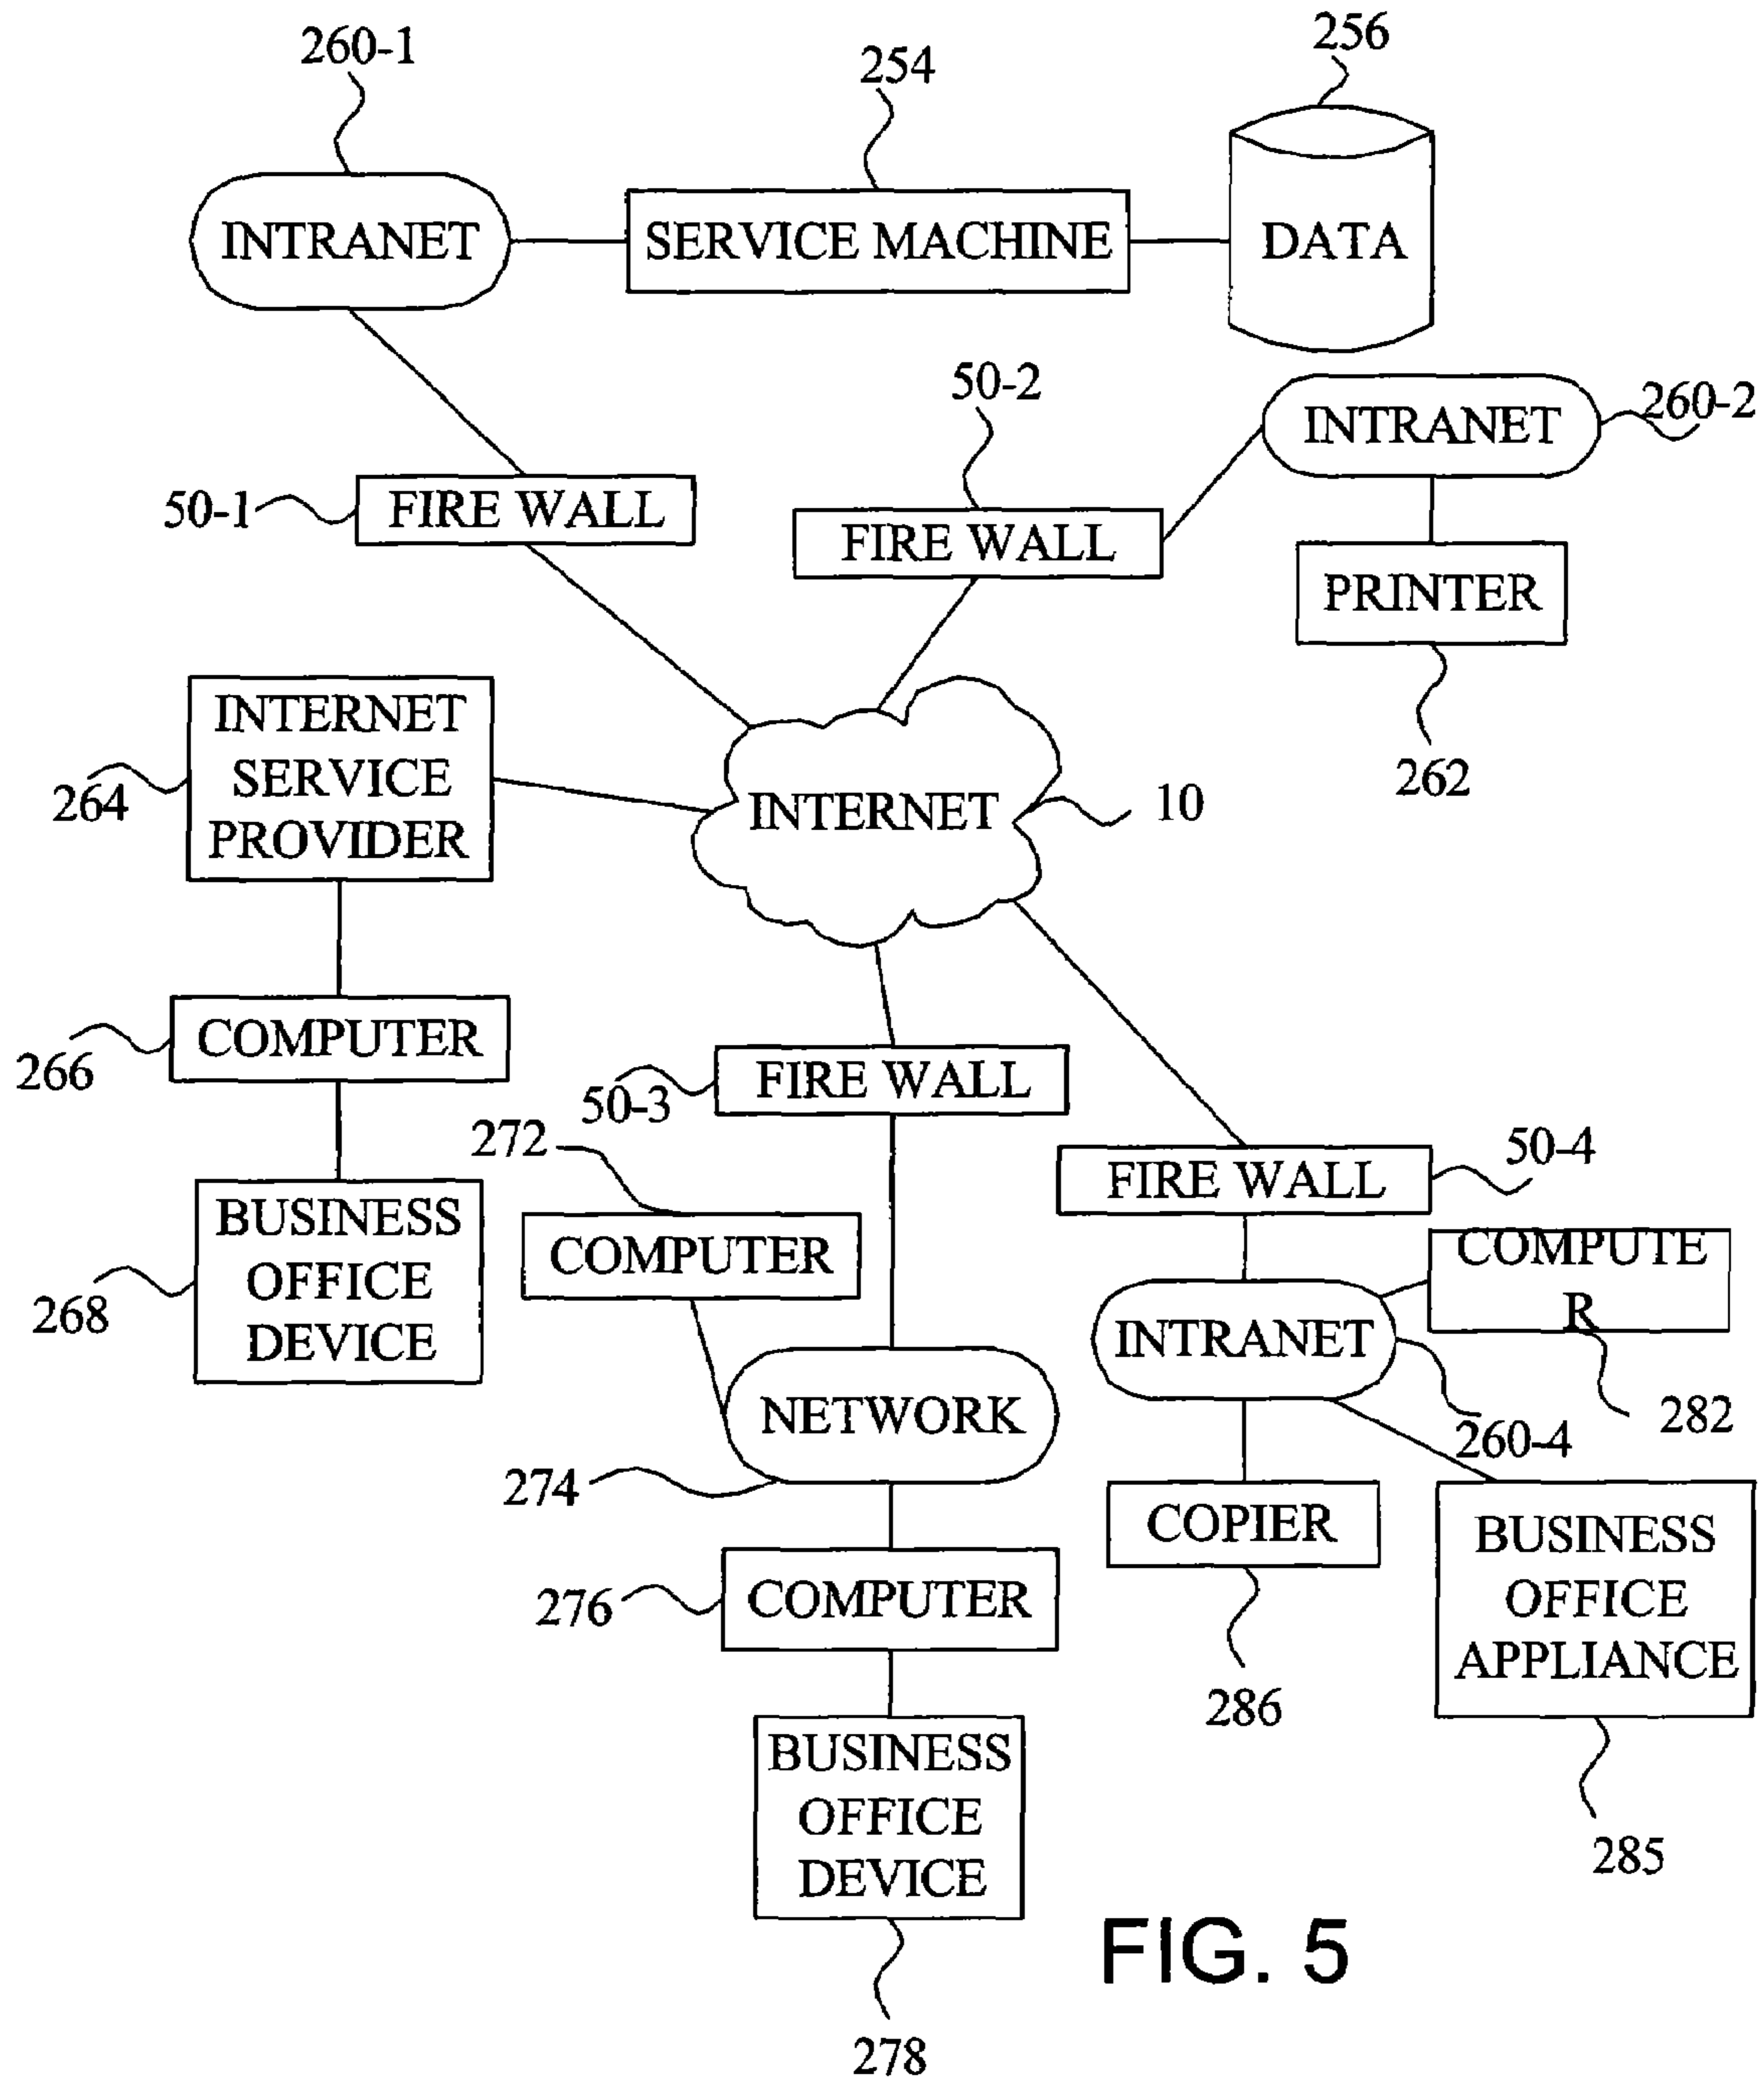 260-1
254
256
INTRANET
SERVICE MACHINE
DATA
50-2
260-2
INTRANET
50-1
FIRE WALL
FIRE WALL
PRINTER
262
INTERNET
SERVICE
PROVIDER
264
INTERNET
10
COMPUTER
266
FIRE WALL
50-3
272
50-4
FIRE WALL
BUSINESS
OFFICE
DEVICE
268
COMPUTER
COMPUTE
R
282
INTRANET
260-4
NETWORK
274
COPIER
286
BUSINESS
OFFICE
APPLIANCE
285
276
COMPUTER
BUSINESS
OFFICE
DEVICE
278
FIG. 5